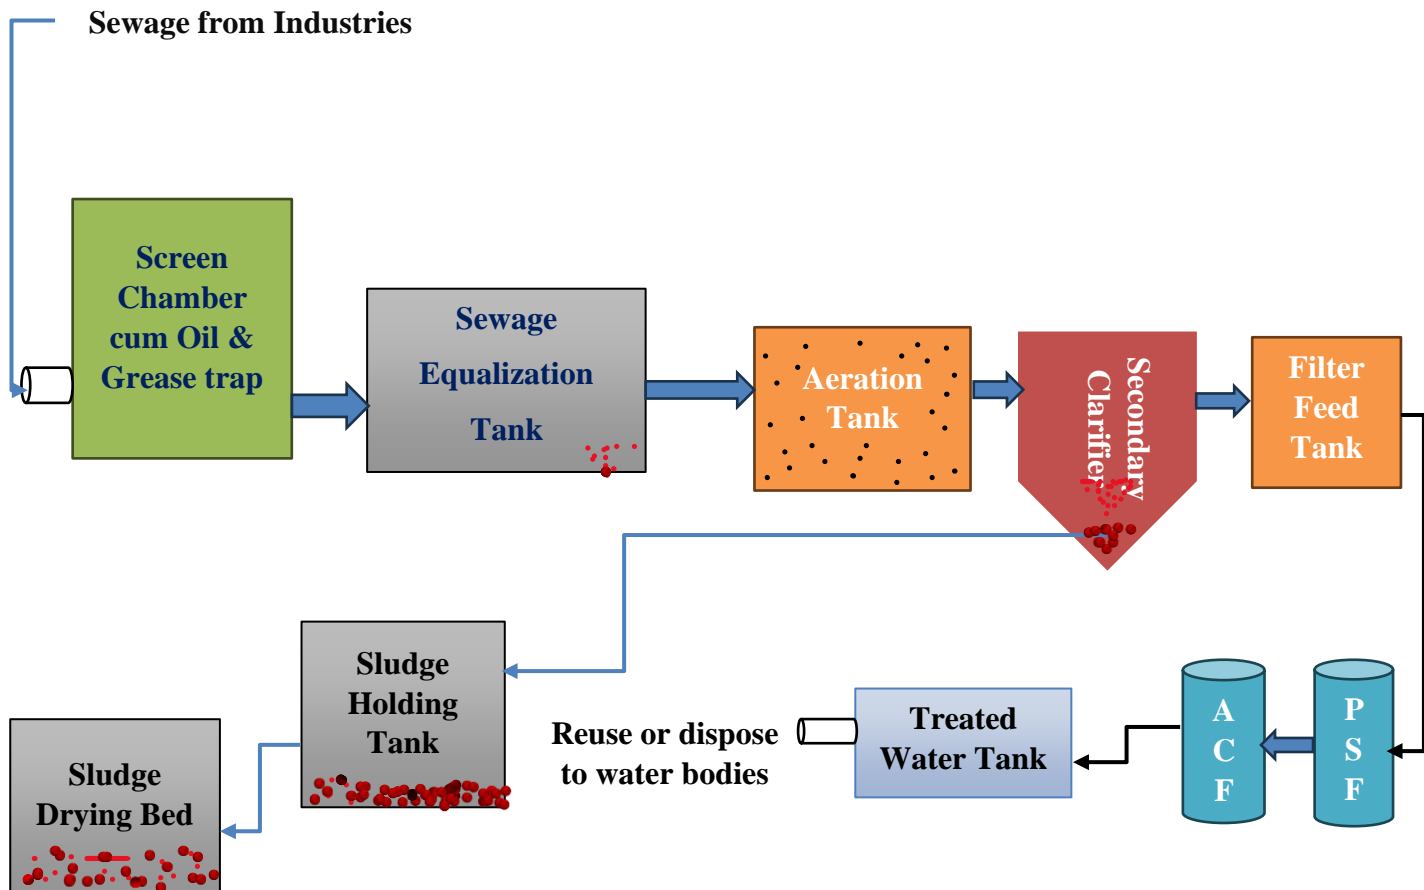 Sewage from Industries
Screen
Chamber
cum Oil &
Grease trap
Sewage
Equalization
Tank
Aeration
Tank
Secondary
Clarifier
Filter
Feed
Tank
Sludge
Holding
Tank
Sludge
Drying Bed
Reuse or dispose
to water bodies
Treated
Water Tank
A
C
F
P
S
F